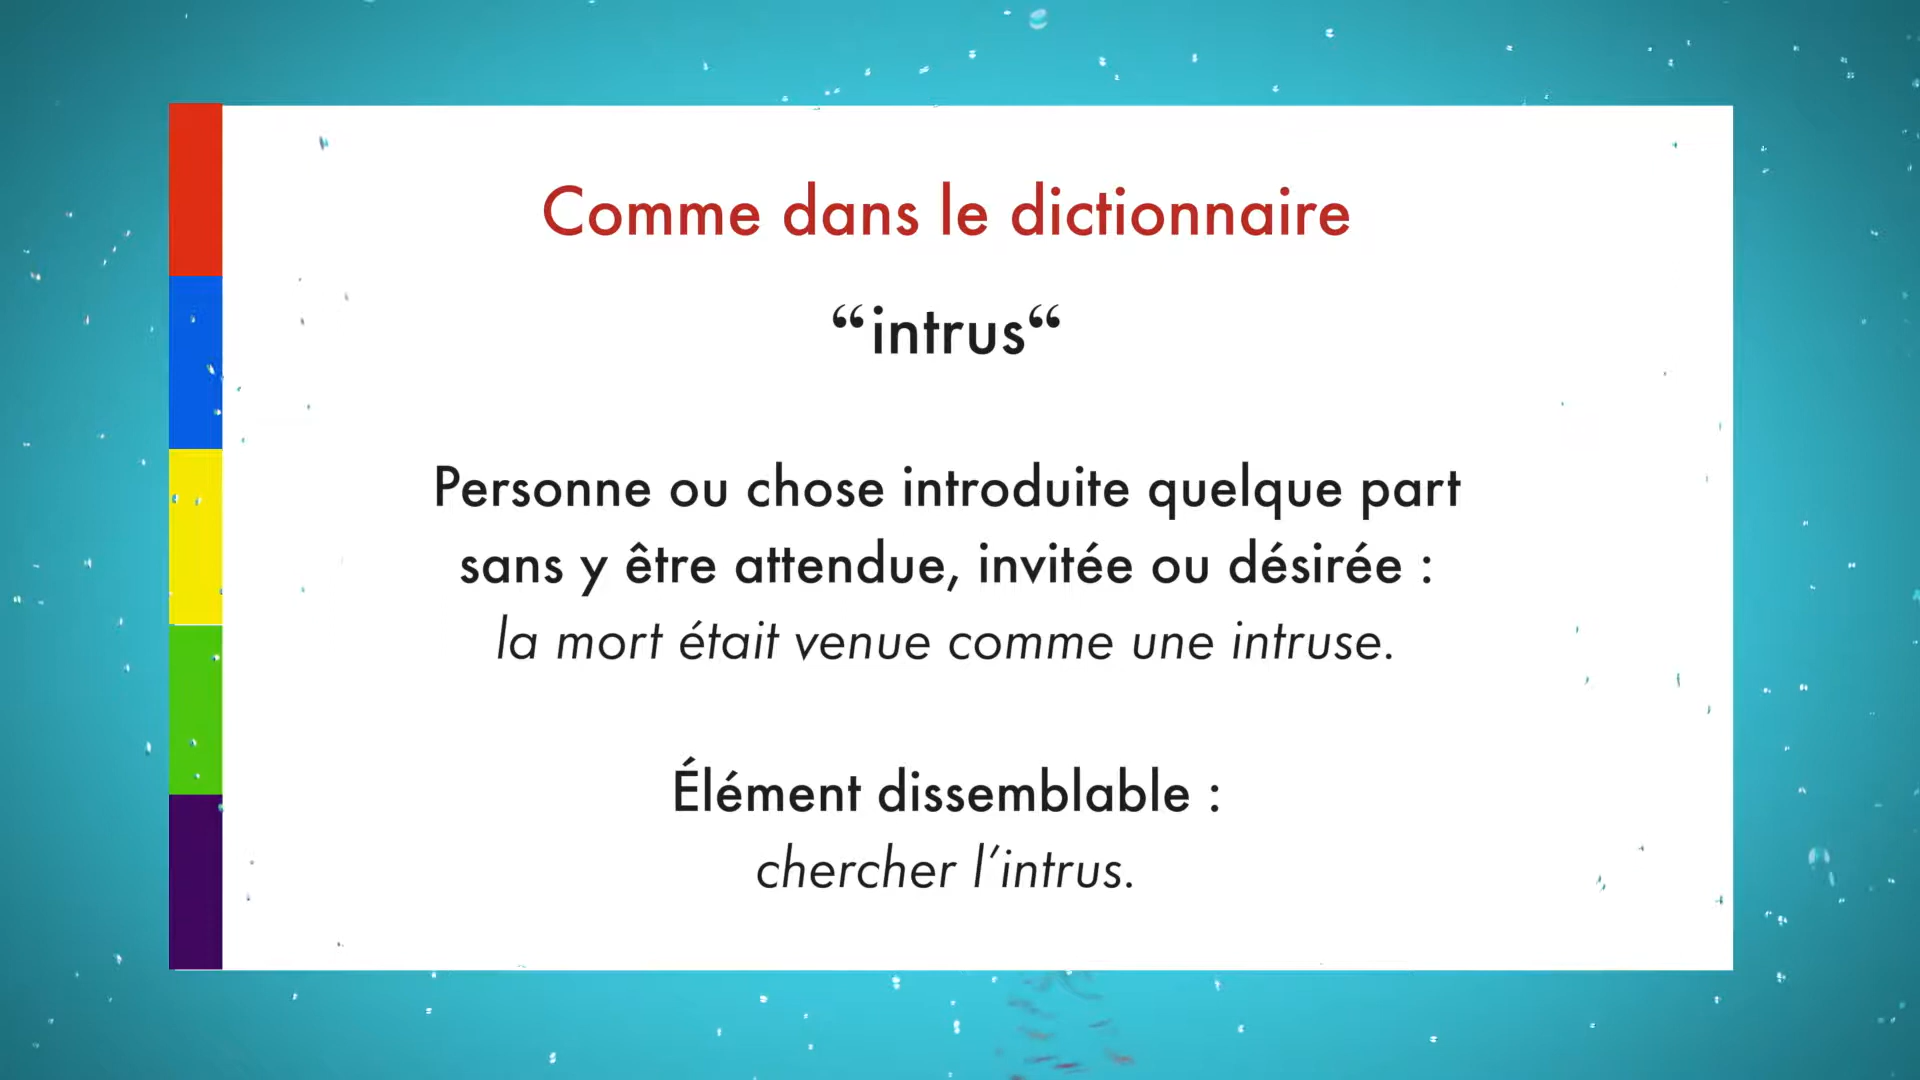 Comme dans le dictionnaire
“intrus“
Personne ou chose introduite quelque part
sans y être attendue, invitée ou désirée :
la mort était venue comme une intruse.
Élément dissemblable :
chercher l’intrus.